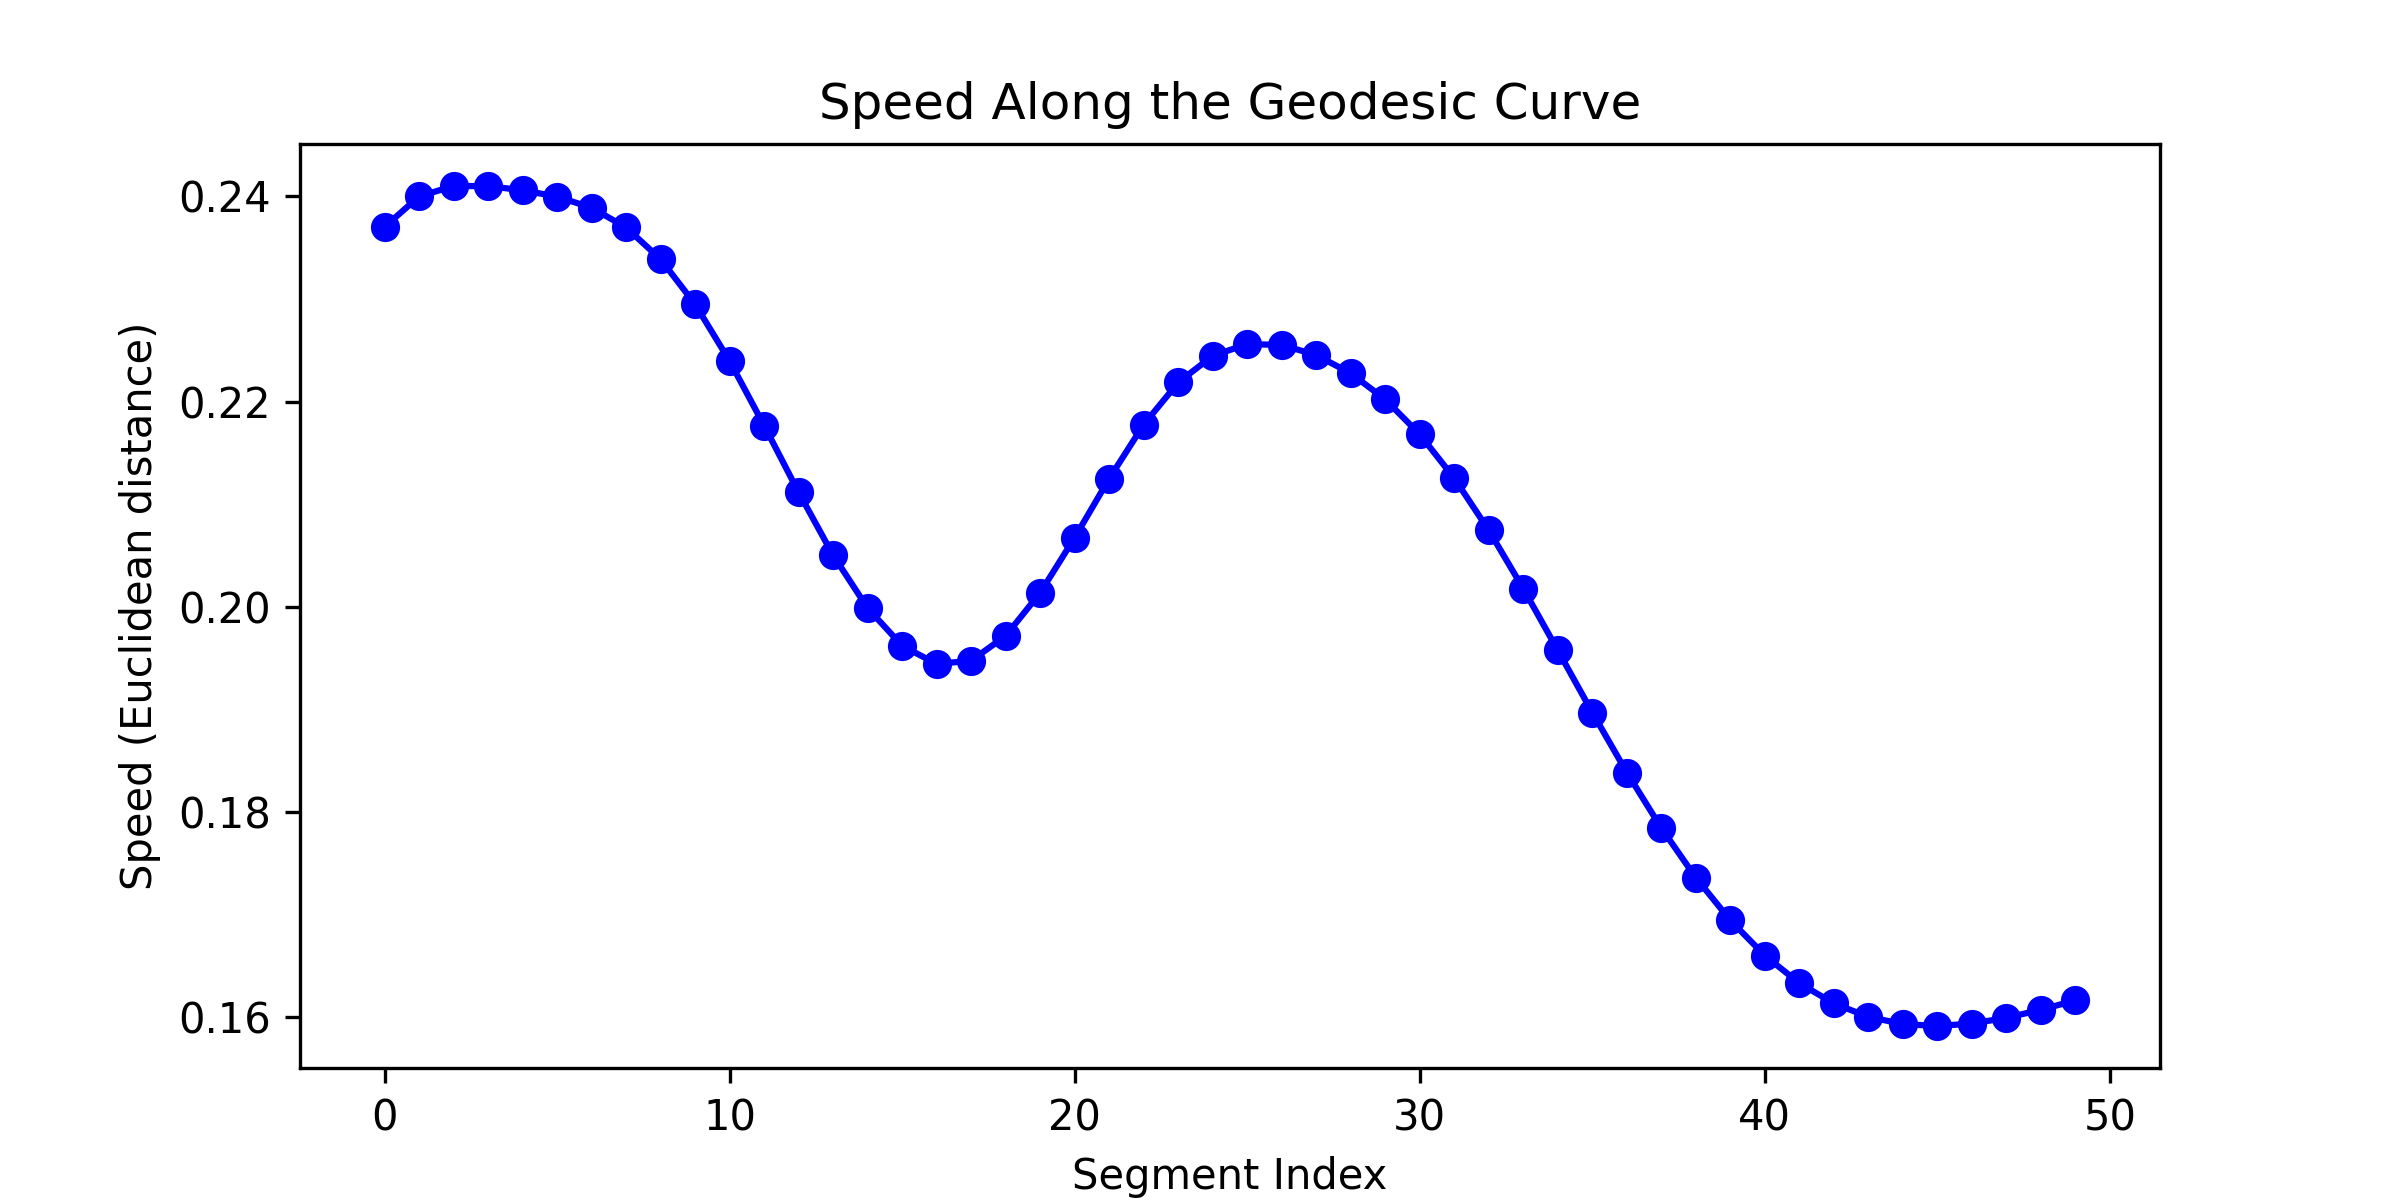 Speed Along the Geodesic Curve
Speed (Euclidean distance)
0.24
0.22
0.20
0.18
0.16
0 10 20 30 40 50
Segment Index